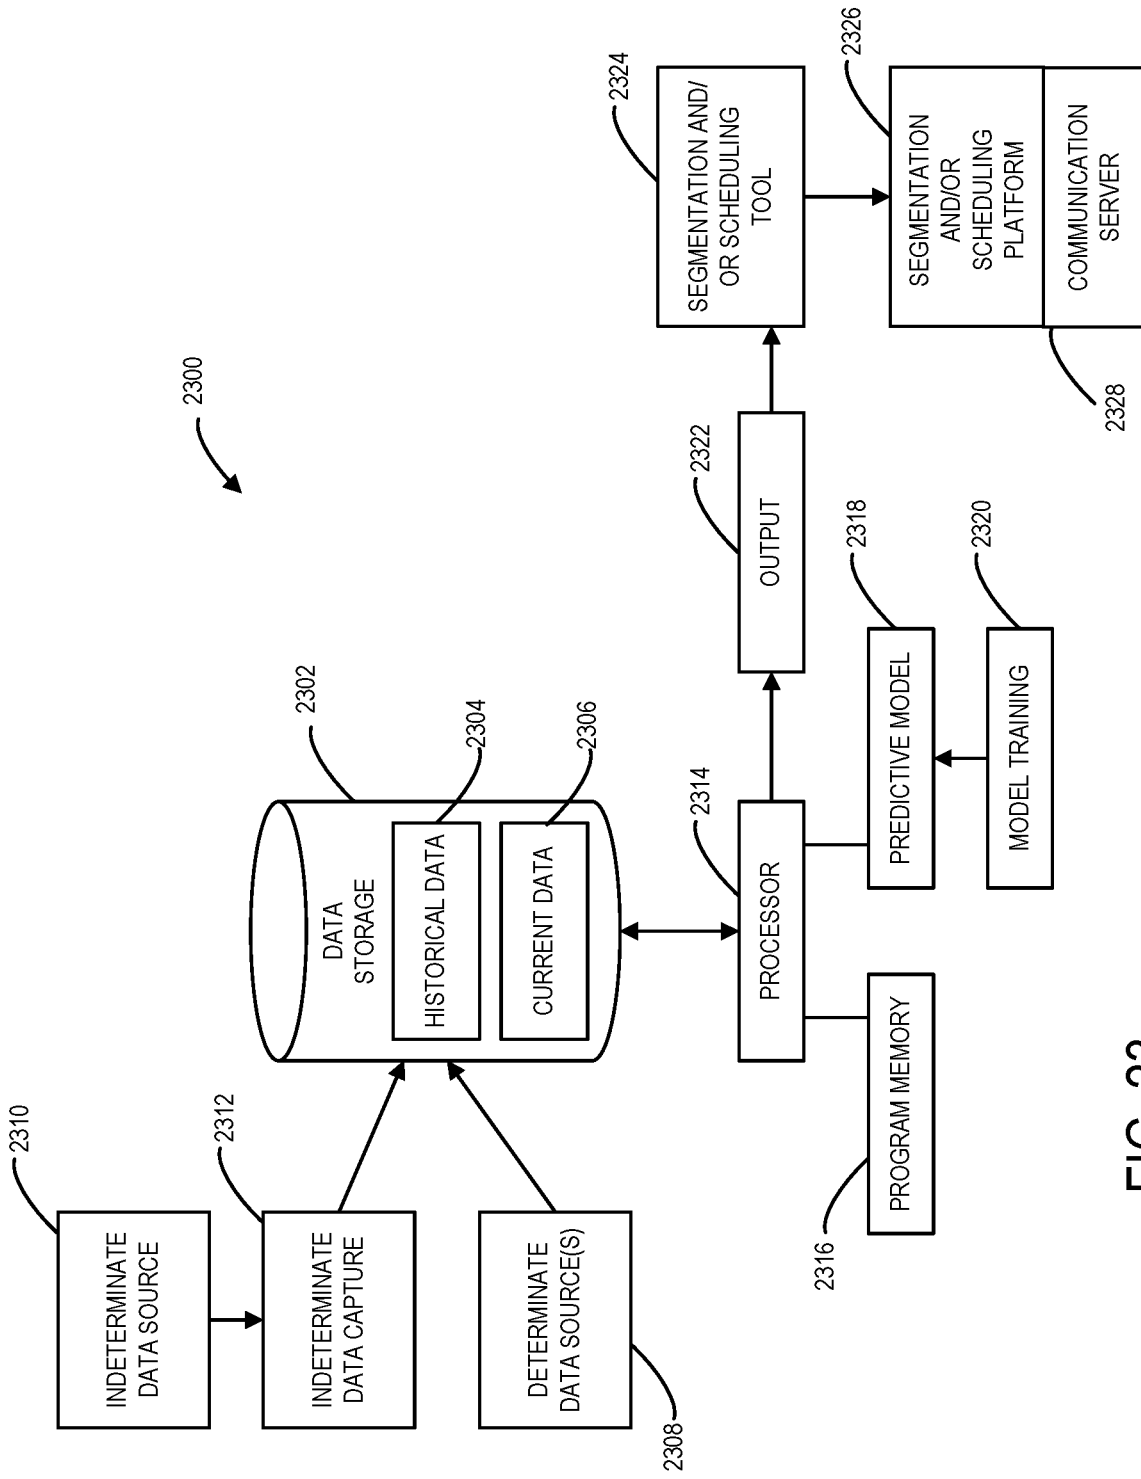 2300
2310
INDETERMINATE
DATA SOURCE
2312
INDETERMINATE
DATA CAPTURE
DETERMINATE
DATA SOURCE(S)
2308
2302
DATA
STORAGE
2304
HISTORICAL DATA
2306
CURRENT DATA
2314
PROCESSOR
2316
PROGRAM MEMORY
2318
PREDICTIVE MODEL
2320
MODEL TRAINING
2322
OUTPUT
2324
SEGMENTATION AND/
OR SCHEDULING
TOOL
2326
SEGMENTATION
AND/OR
SCHEDULING
PLATFORM
COMMUNICATION
SERVER
2328